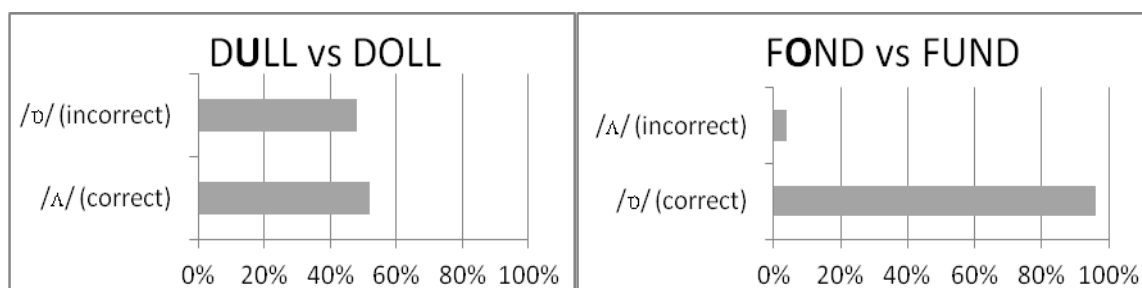 DULL vs DOLL
/ɒ/ (incorrect)
/ʌ/ (correct)
0% 20% 40% 60% 80% 100%
FOND vs FUND
/ʌ/ (incorrect)
/ɒ/ (correct)
0% 20% 40% 60% 80% 100%